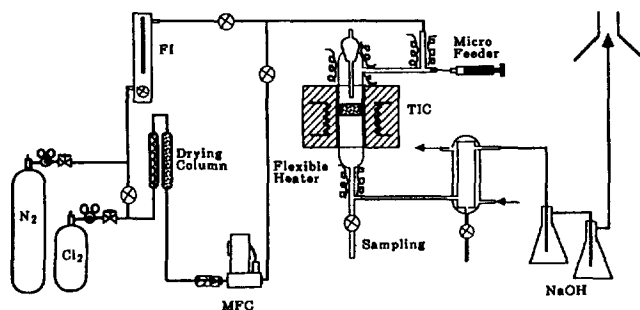 FI
Micro
Feeder
TIC
Drying
Column
Flexible
Heater
N2
Cl2
Sampling
MFC
NaOH